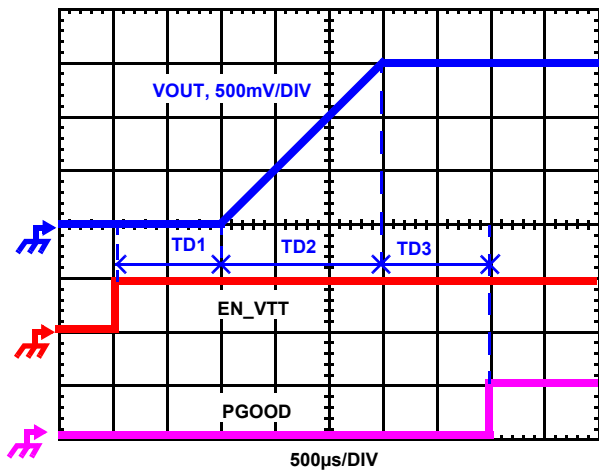 VOUT, 500mV/DIV
TD1
TD2
TD3
EN_VTT
PGOOD
500µs/DIV